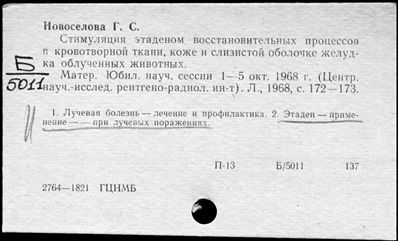 Новоселова Г. С.
Стимуляция этаденом восстановительных процессов
в кроветворной ткани, коже и слизистой оболочке желуд-
ка облученных животных.
Б
5011
Матер. Юбил. науч. сессии 1—5 окт. 1968 г. (Центр.
науч.-исслед. рентгено-радиол. ин-т). Л., 1968, с. 172—173.
1. Лучевая болезнь — лечение и профилактика. 2. Этаден — приме-
нение — — при лучевых поражениях.
П-13 Б/5011 137
2764—1821 ГЦНМБ